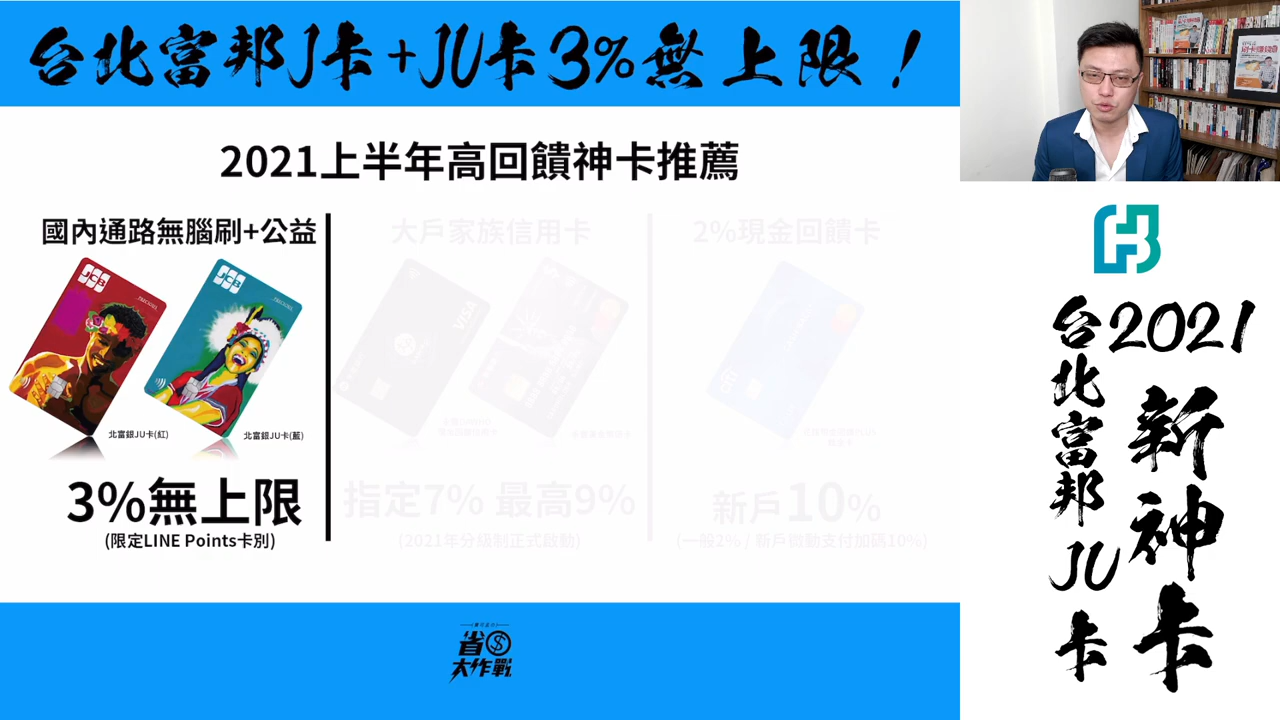 台北富邦J卡+JU卡3%無上限!
2021上半年高回饋神卡推薦
國內通路無腦刷+公益
JCB
PRECIOUS
JCB
PRECIOUS
北富銀JU卡(紅)
北富銀JU卡(藍)
3%無上限
(限定LINE Points卡別)
大戶家族信用卡
VISA
指定7% 最高9%
(2021年分級制正式啟動)
2%現金回饋卡
新戶10%
(一般2% / 新戶微動支付加碼10%)
省
大作戰
2021
新神卡
台北富邦JU卡